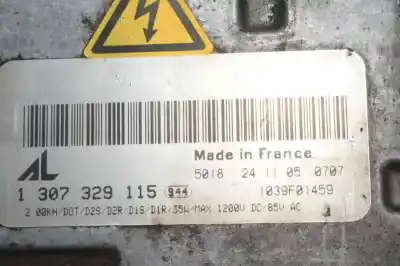 Made in France
AL
5018 24 11 05 0707
1 307 329 115 944
1039F01459
2 00KH/DOT/D2S/D2R/D1S/D1R/35W/MAX 1200V DC/85V AC